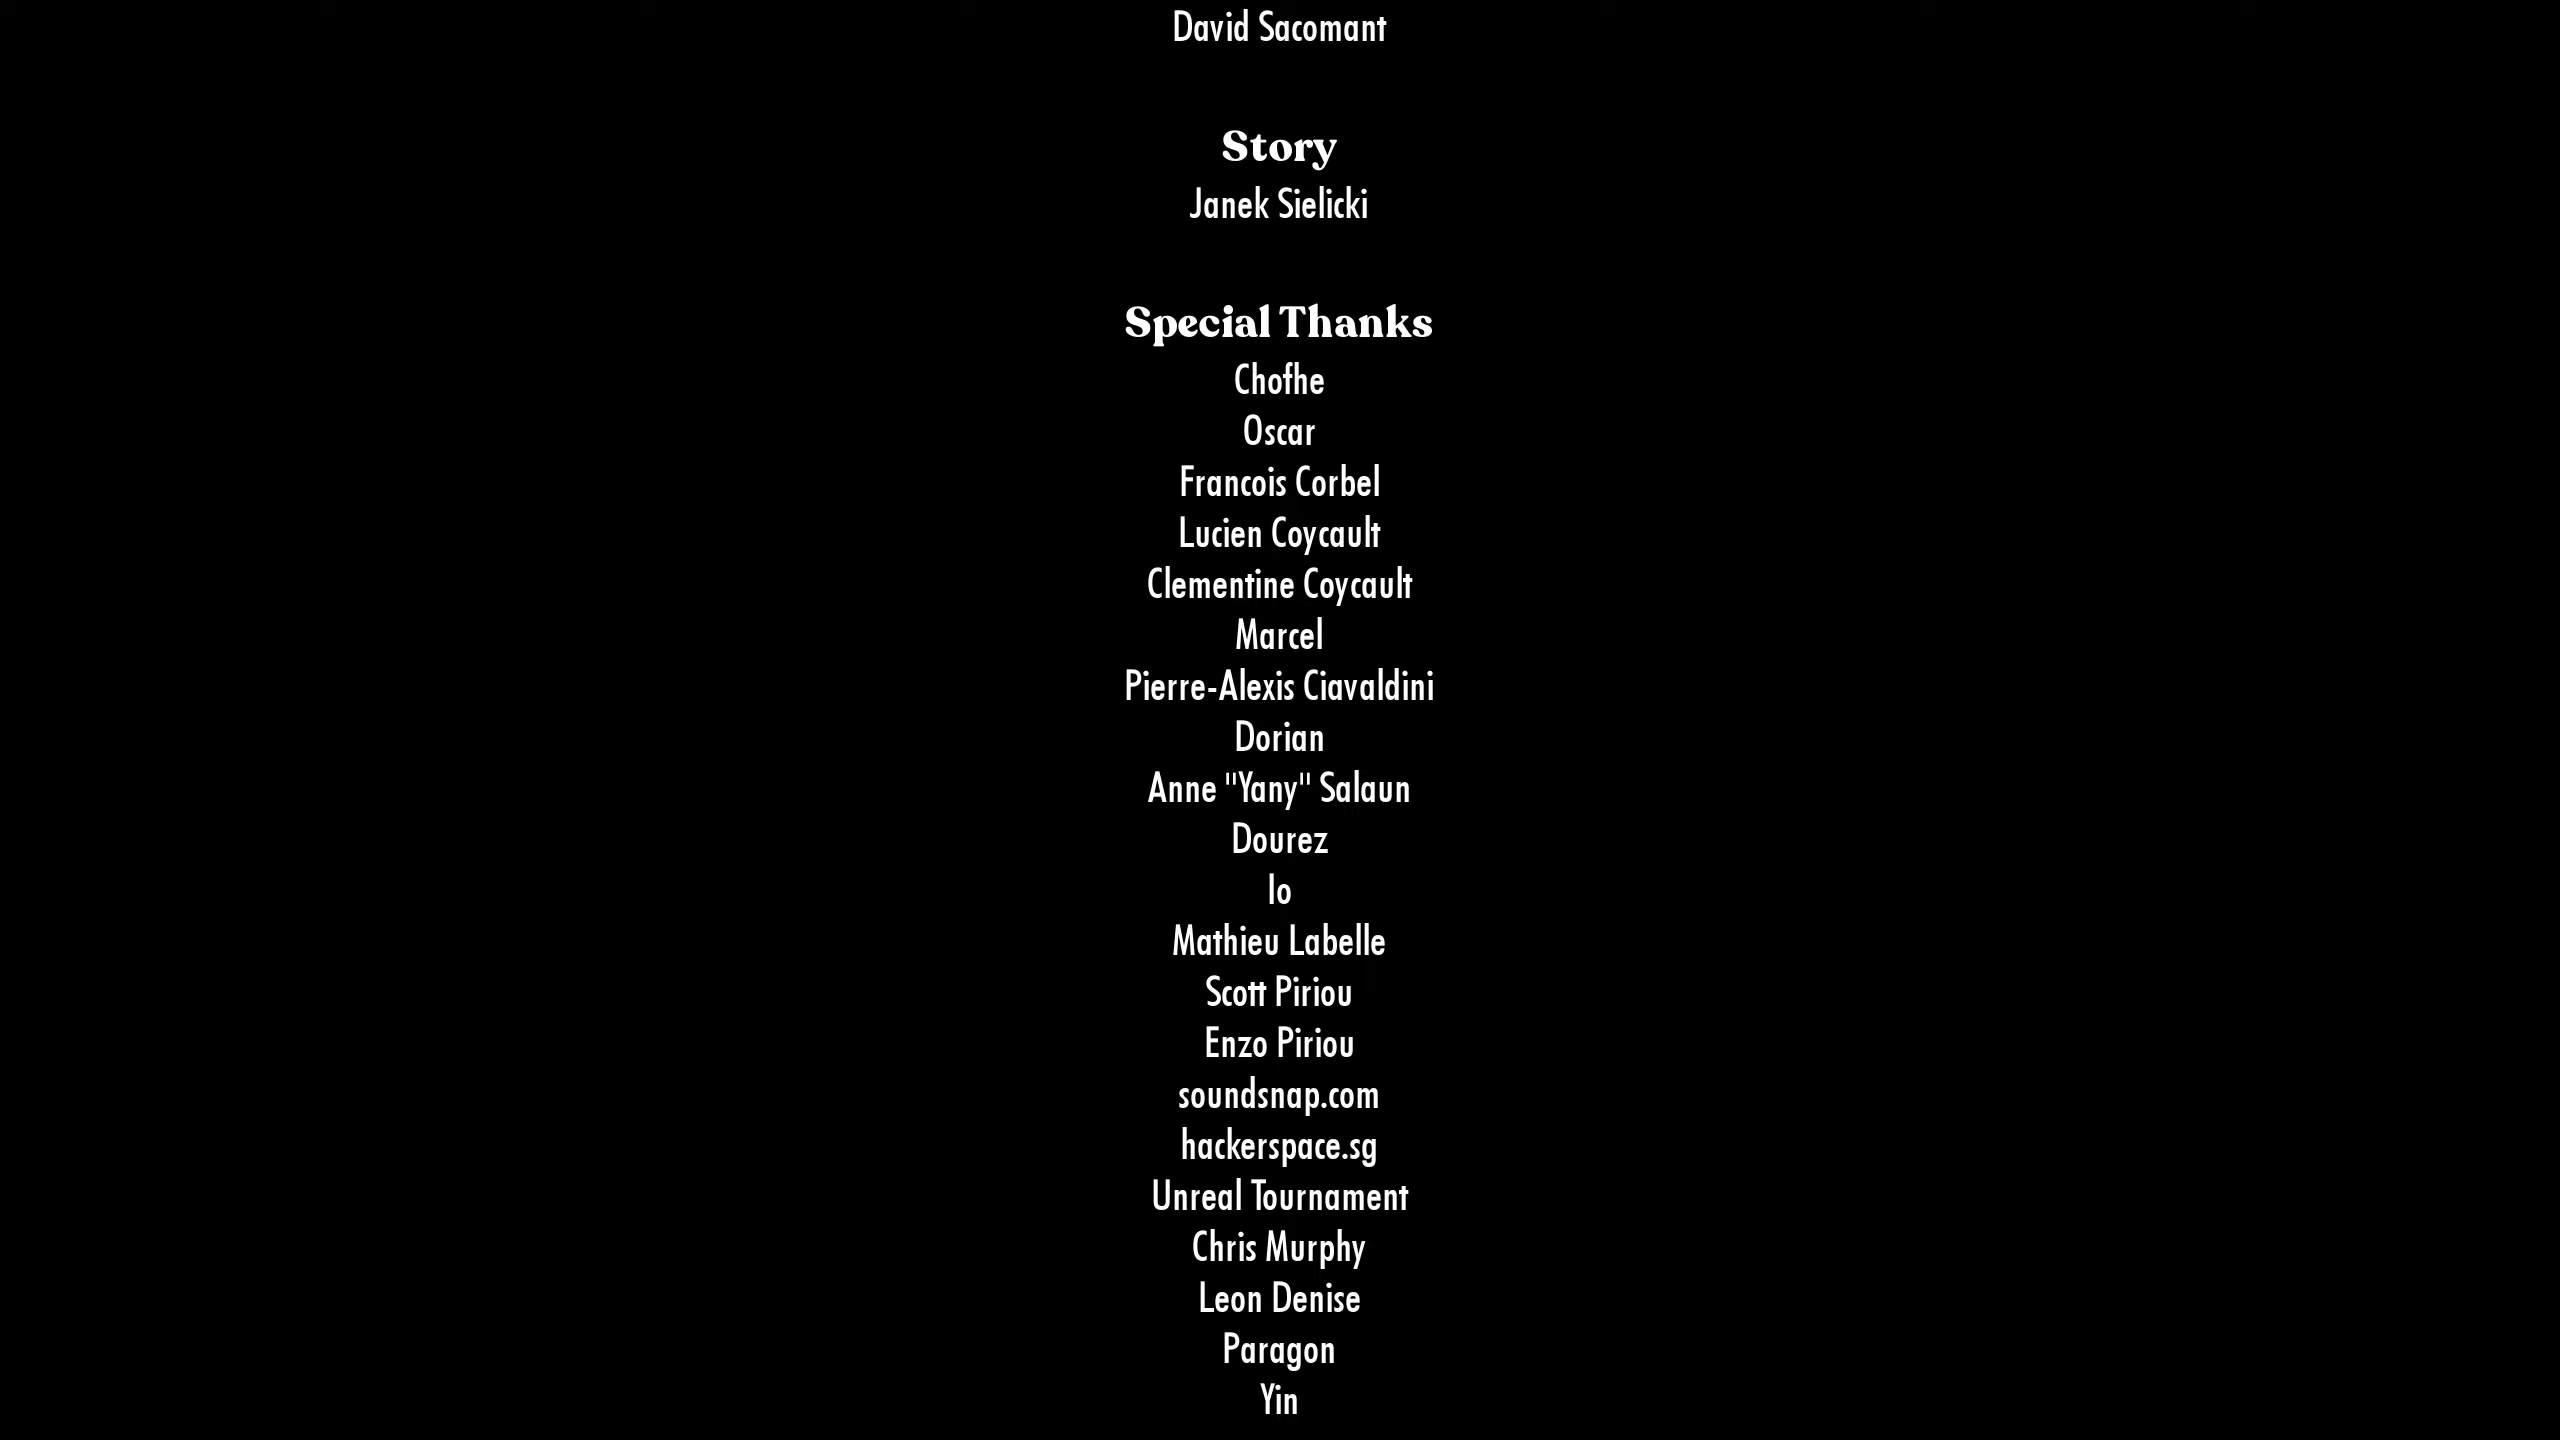 David Sacomant
Story
Janek Sielicki
Special Thanks
Chofhe
Oscar
Francois Corbel
Lucien Coycault
Clementine Coycault
Marcel
Pierre-Alexis Ciavaldini
Dorian
Anne "Yany" Salaun
Dourez
Io
Mathieu Labelle
Scott Piriou
Enzo Piriou
soundsnap.com
hackerspace.sg
Unreal Tournament
Chris Murphy
Leon Denise
Paragon
Yin